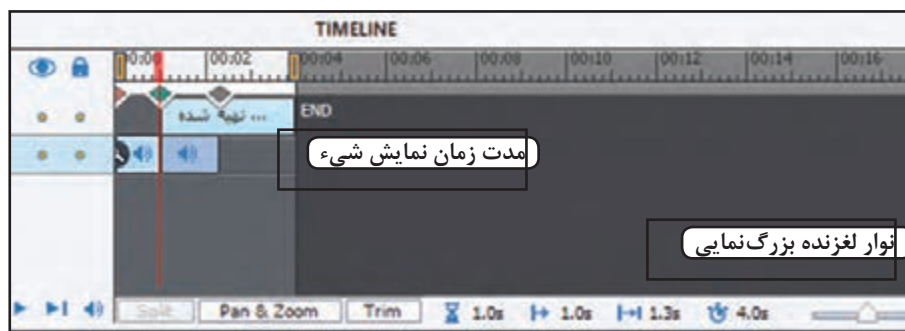 TIMELINE
00:00 00:02 00:04 00:06 00:08 00:10 00:12 00:14 00:16
... تهیه شده END
مدت زمان نمایش شیء
نوار لغزنده بزرگ‌نمایی
Split Pan & Zoom Trim 1.0s 1.0s 1.3s 4.0s